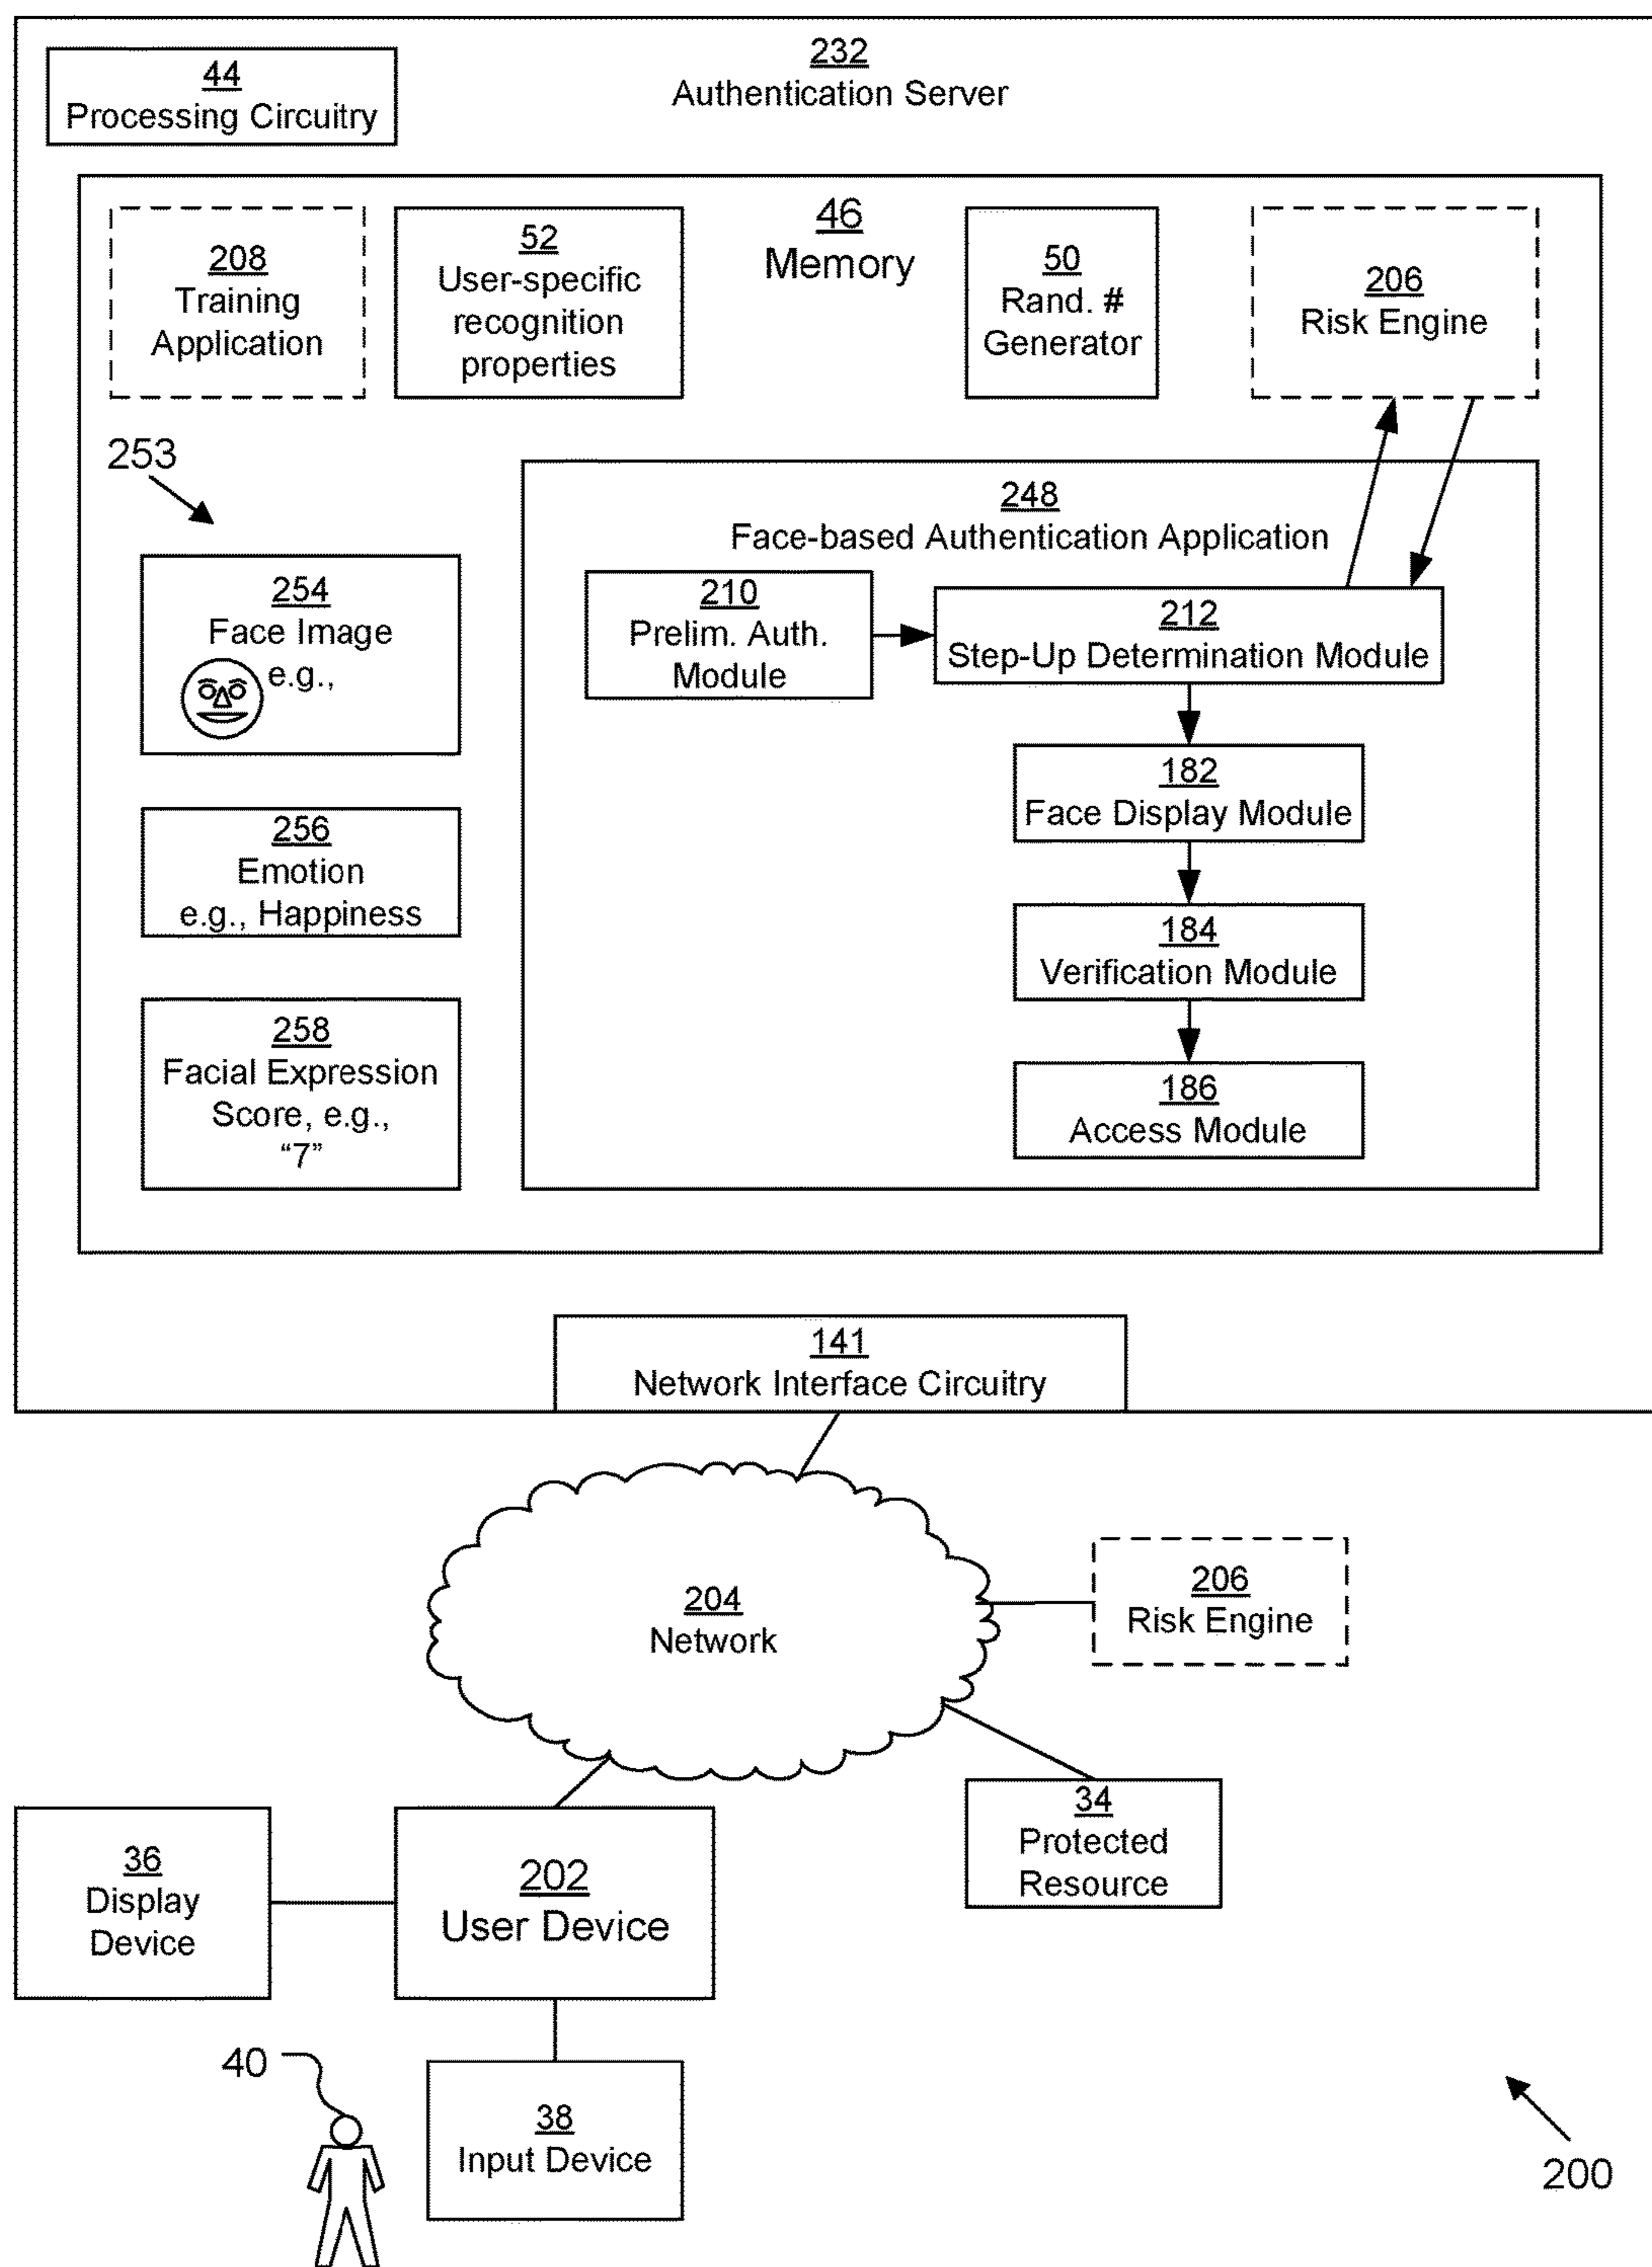 232
Authentication Server
44
Processing Circuitry
46
Memory
208
Training
Application
52
User-specific
recognition
properties
50
Rand. #
Generator
206
Risk Engine
253
254
Face Image
e.g.,
256
Emotion
e.g., Happiness
258
Facial Expression
Score, e.g.,
“7”
248
Face-based Authentication Application
210
Prelim. Auth.
Module
212
Step-Up Determination Module
182
Face Display Module
184
Verification Module
186
Access Module
141
Network Interface Circuitry
204
Network
206
Risk Engine
34
Protected
Resource
36
Display
Device
202
User Device
40
38
Input Device
200